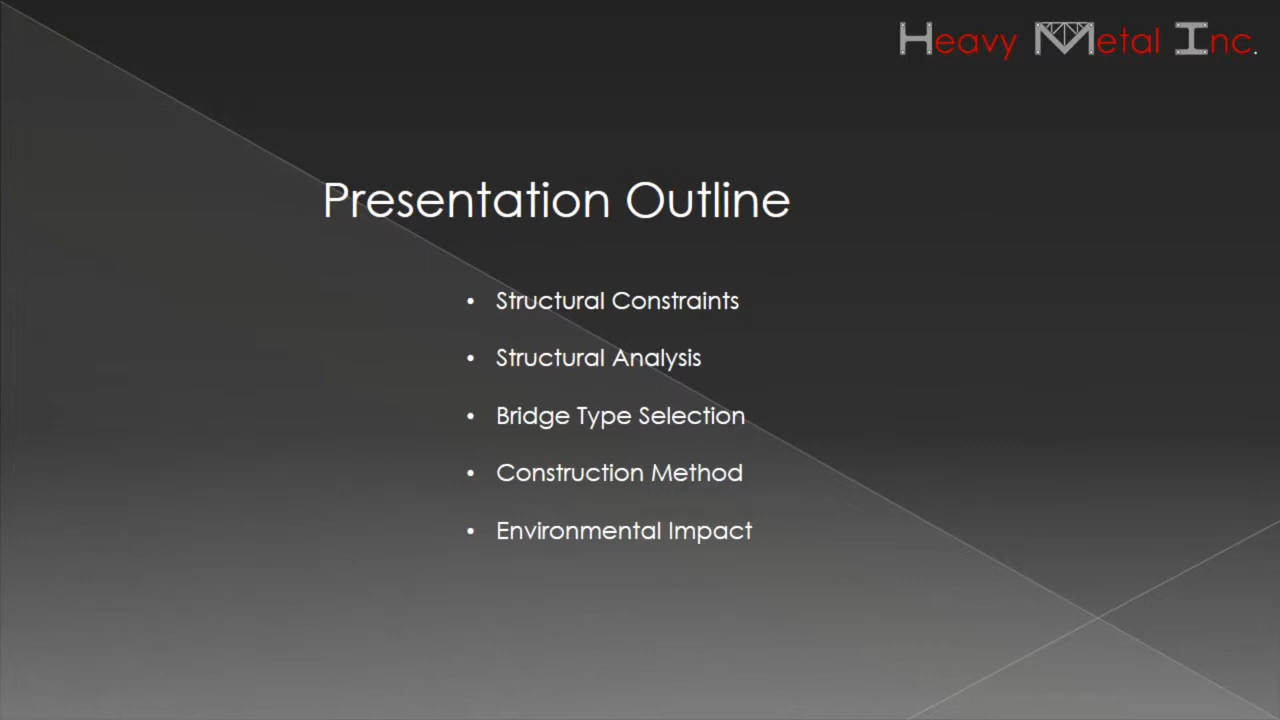 Heavy Metal Inc.
Presentation Outline
• Structural Constraints
• Structural Analysis
• Bridge Type Selection
• Construction Method
• Environmental Impact